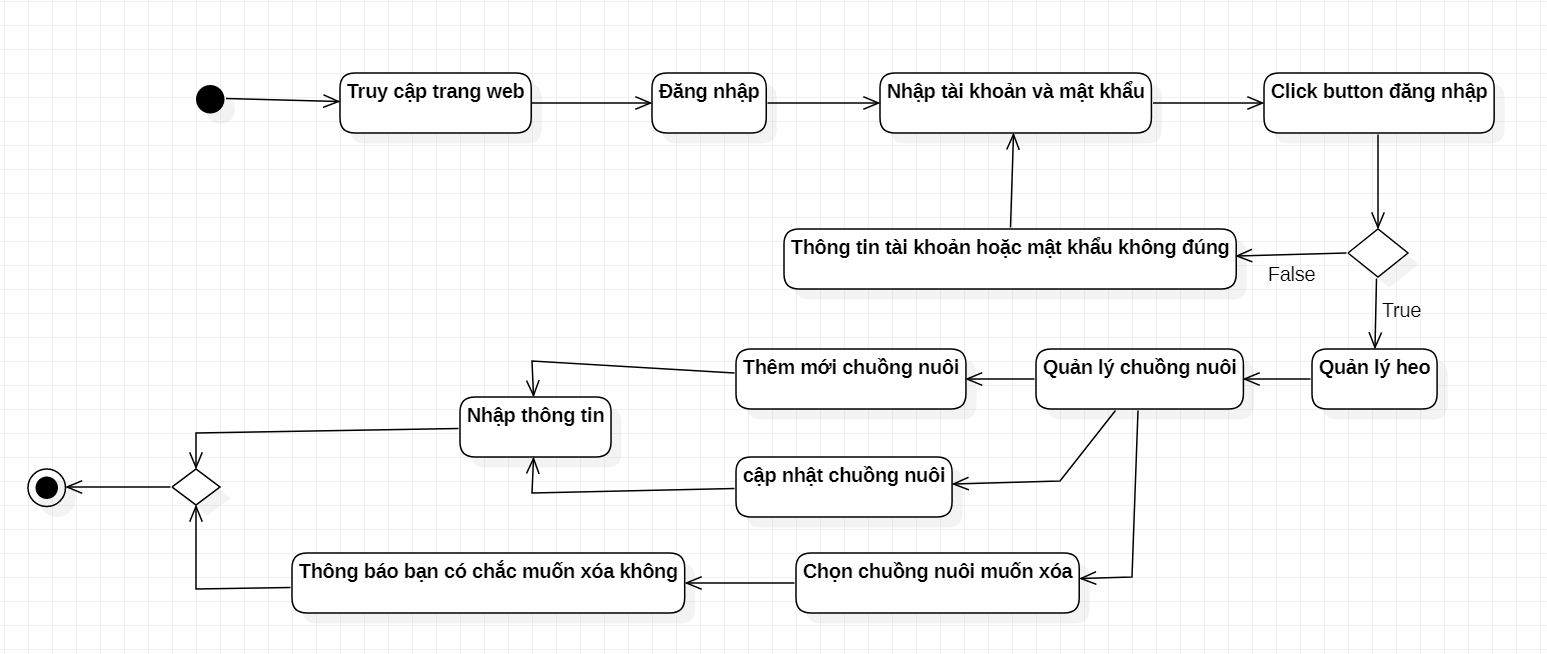 Truy cập trang web
Đăng nhập
Nhập tài khoản và mật khẩu
Click button đăng nhập
Thông tin tài khoản hoặc mật khẩu không đúng
False
True
Thêm mới chuồng nuôi
Quản lý chuồng nuôi
Quản lý heo
Nhập thông tin
cập nhật chuồng nuôi
Thông báo bạn có chắc muốn xóa không
Chọn chuồng nuôi muốn xóa